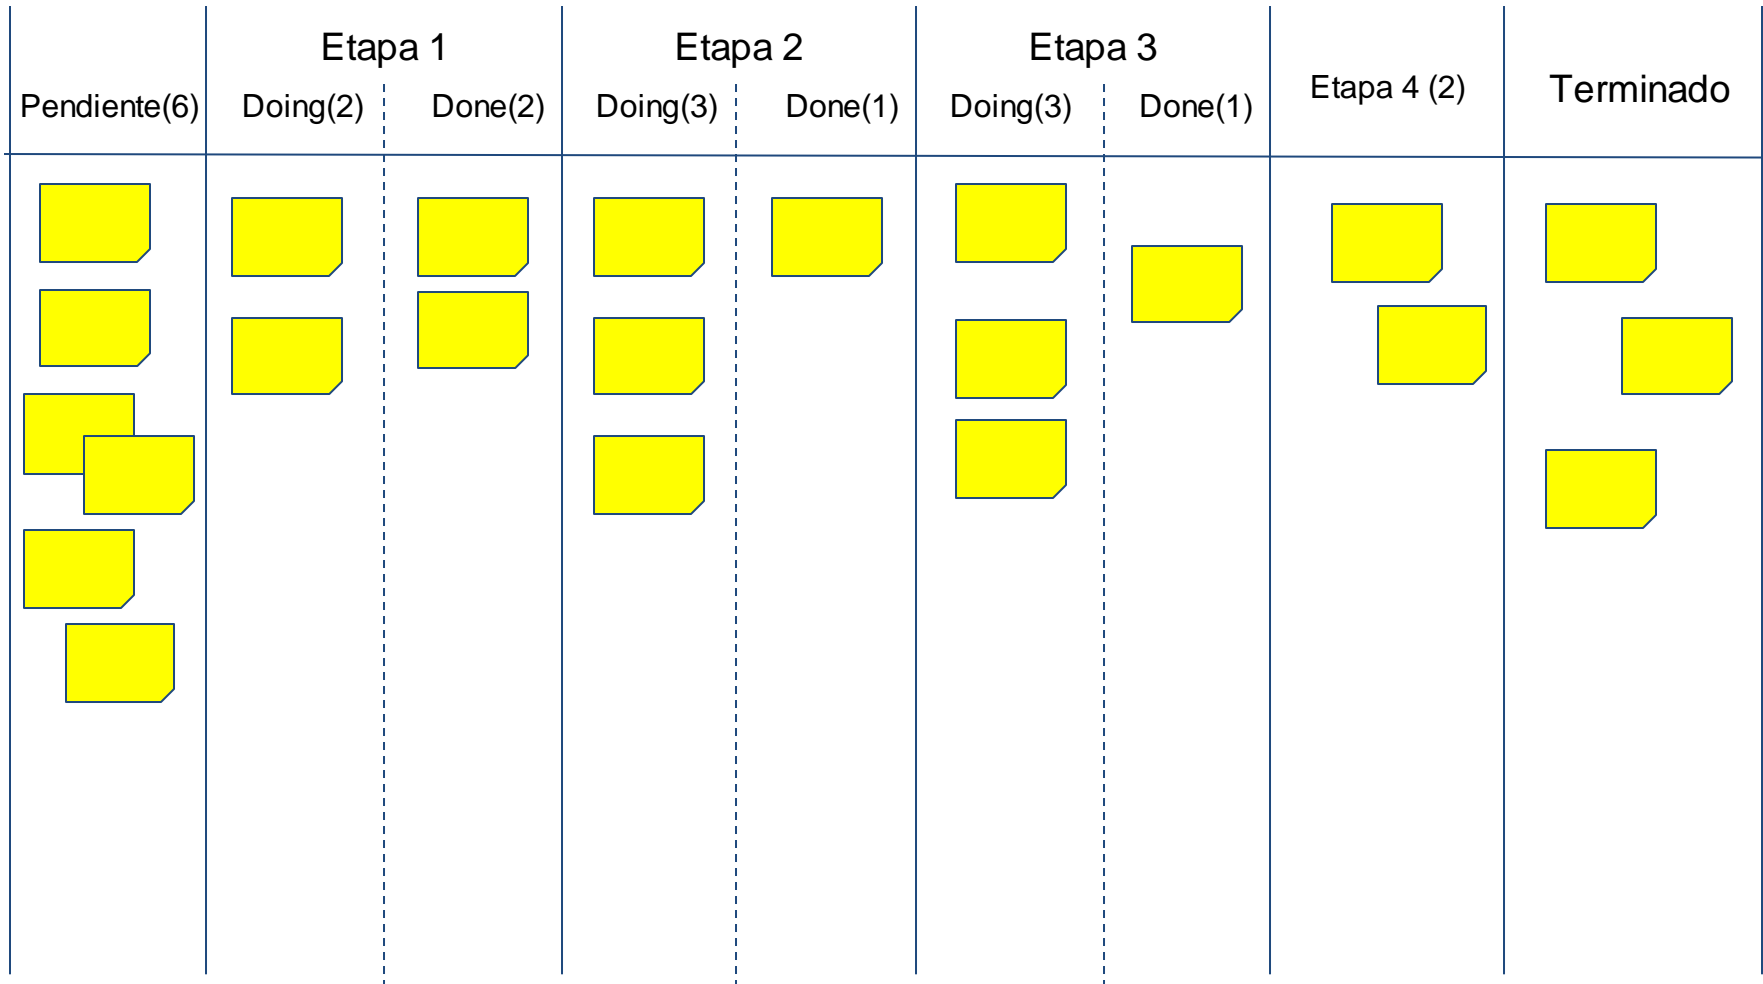 Etapa 1
Etapa 2
Etapa 3
Pendiente(6)
Doing(2)
Done(2)
Doing(3)
Done(1)
Doing(3)
Done(1)
Etapa 4 (2)
Terminado